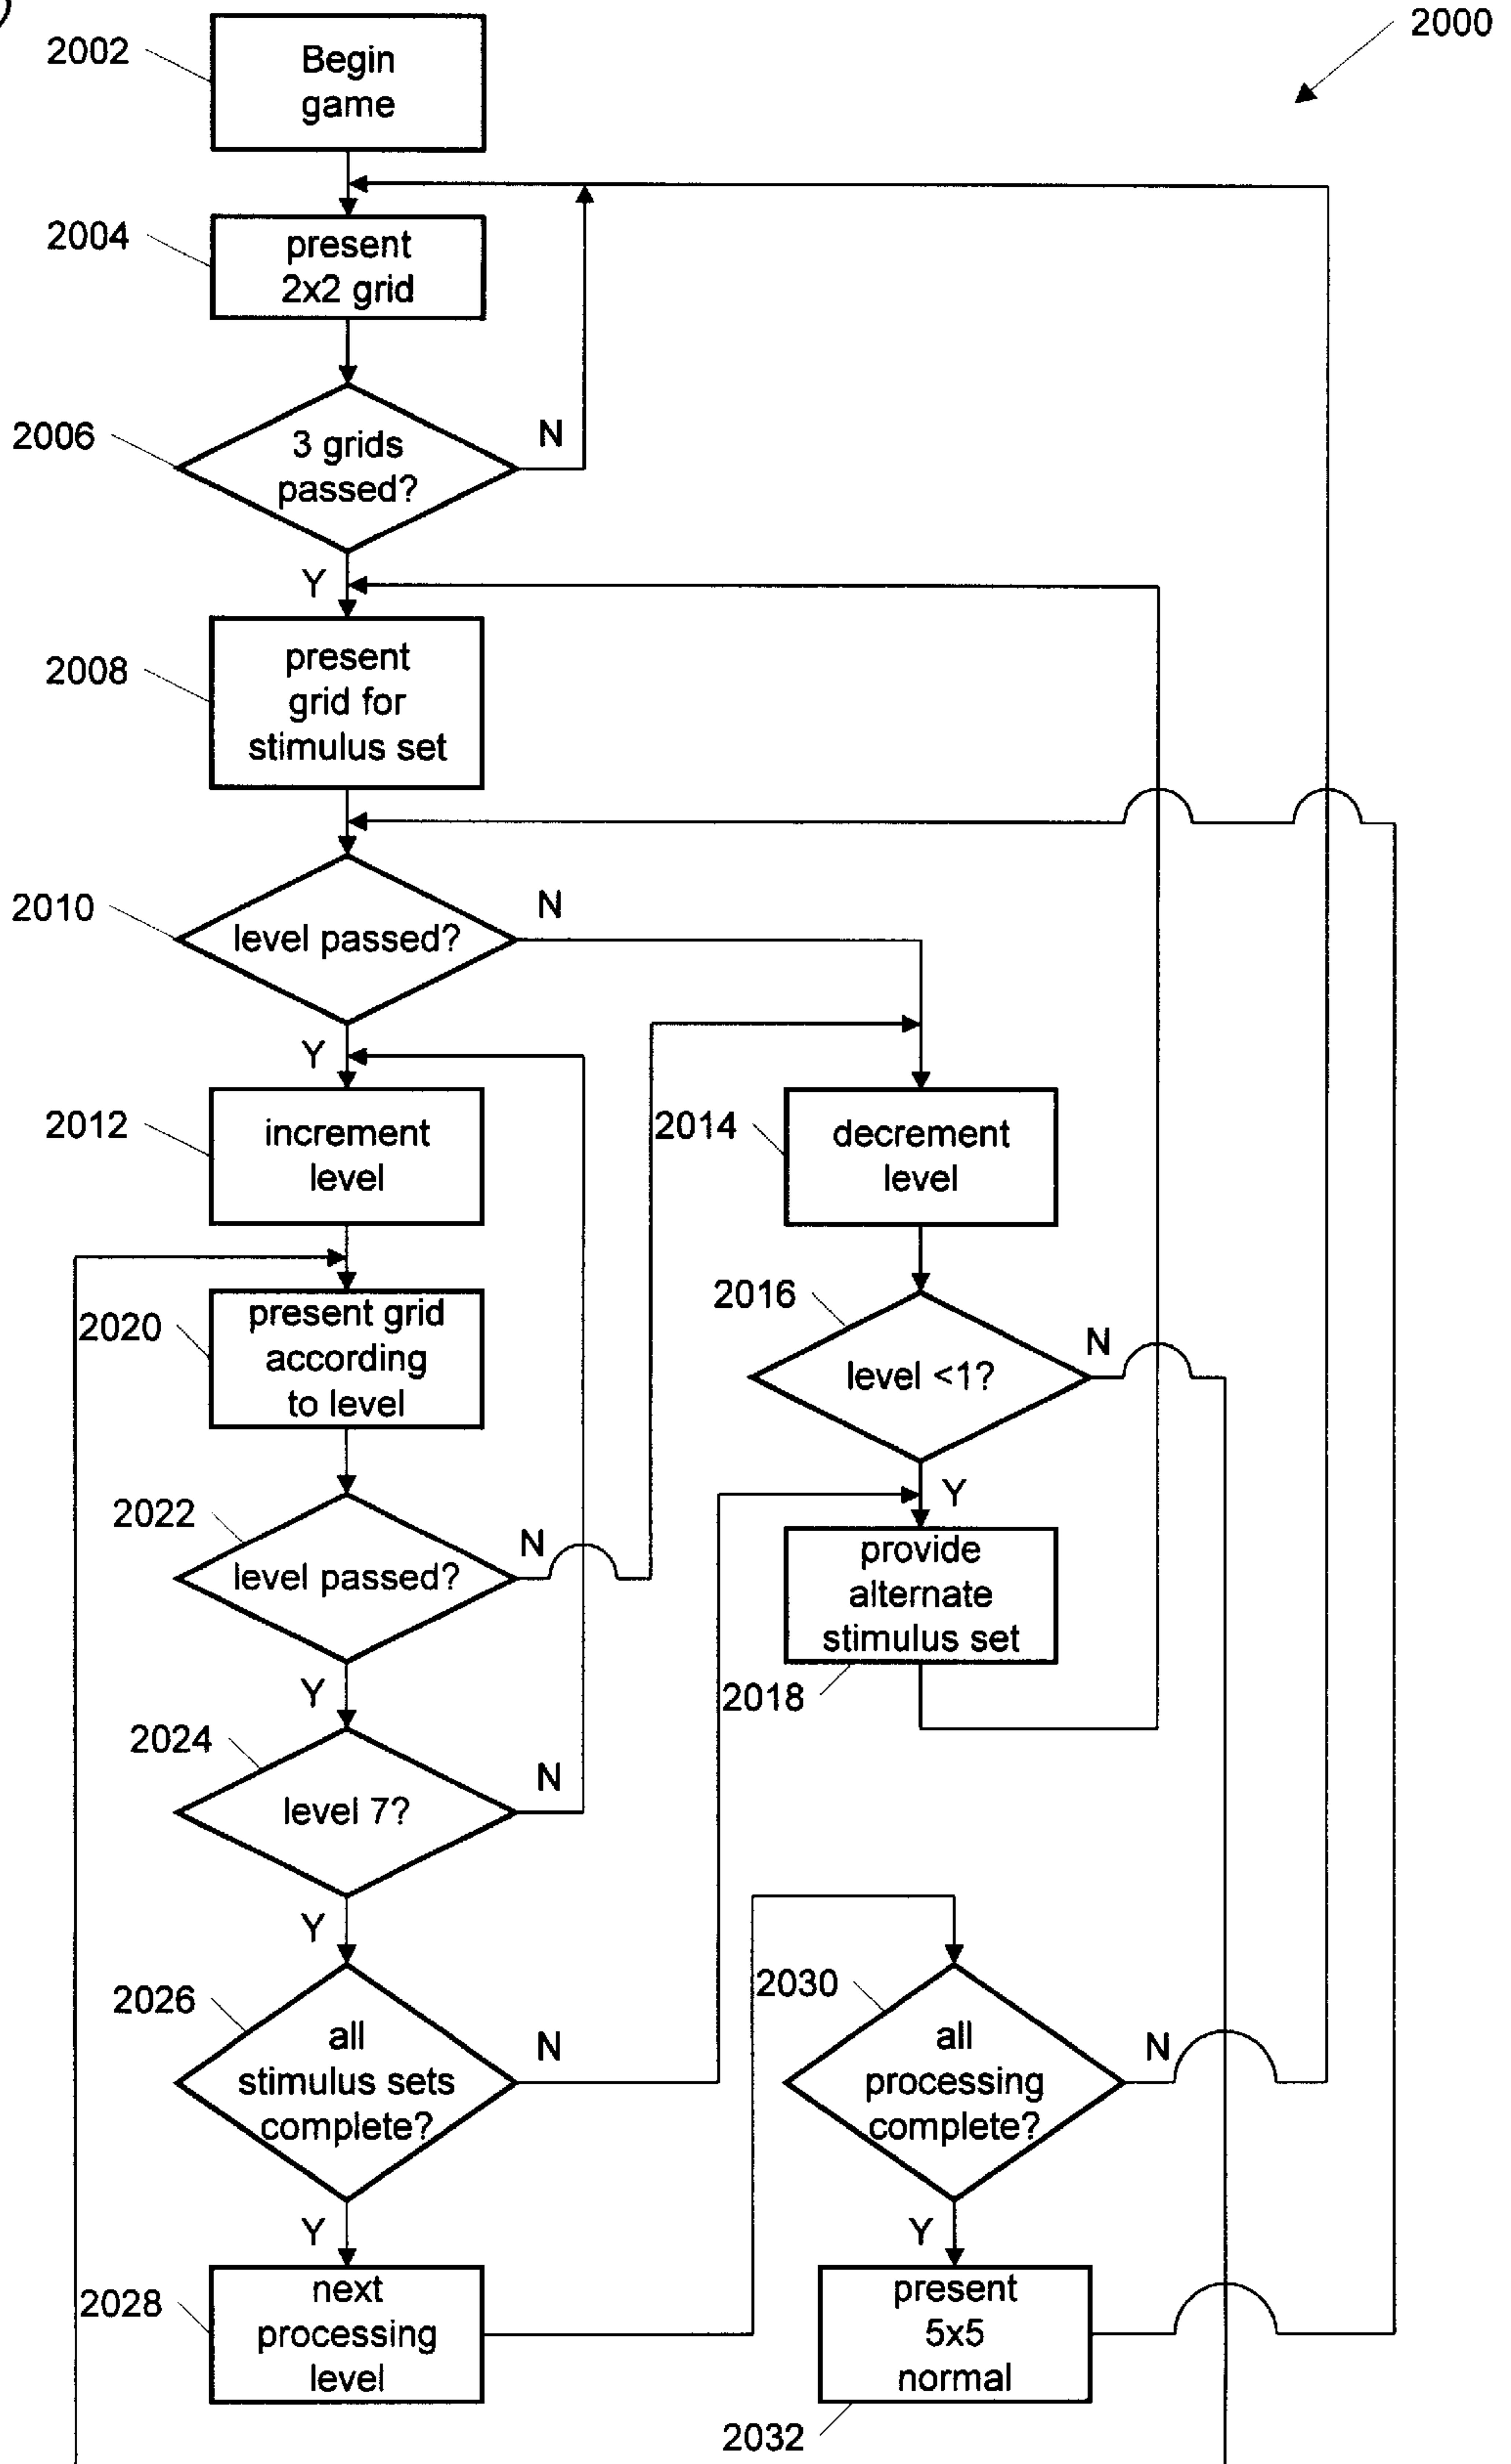 2000
2002
Begin
game
2004
present
2x2 grid
2006
3 grids
passed?
N
Y
2008
present
grid for
stimulus set
2010
level passed?
N
Y
2012
increment
level
2014
decrement
level
2016
level <1?
N
Y
2018
provide
alternate
stimulus set
2020
present grid
according
to level
2022
level passed?
N
Y
2024
level 7?
N
Y
2026
all
stimulus sets
complete?
N
Y
2028
next
processing
level
2030
all
processing
complete?
N
Y
2032
present
5x5
normal